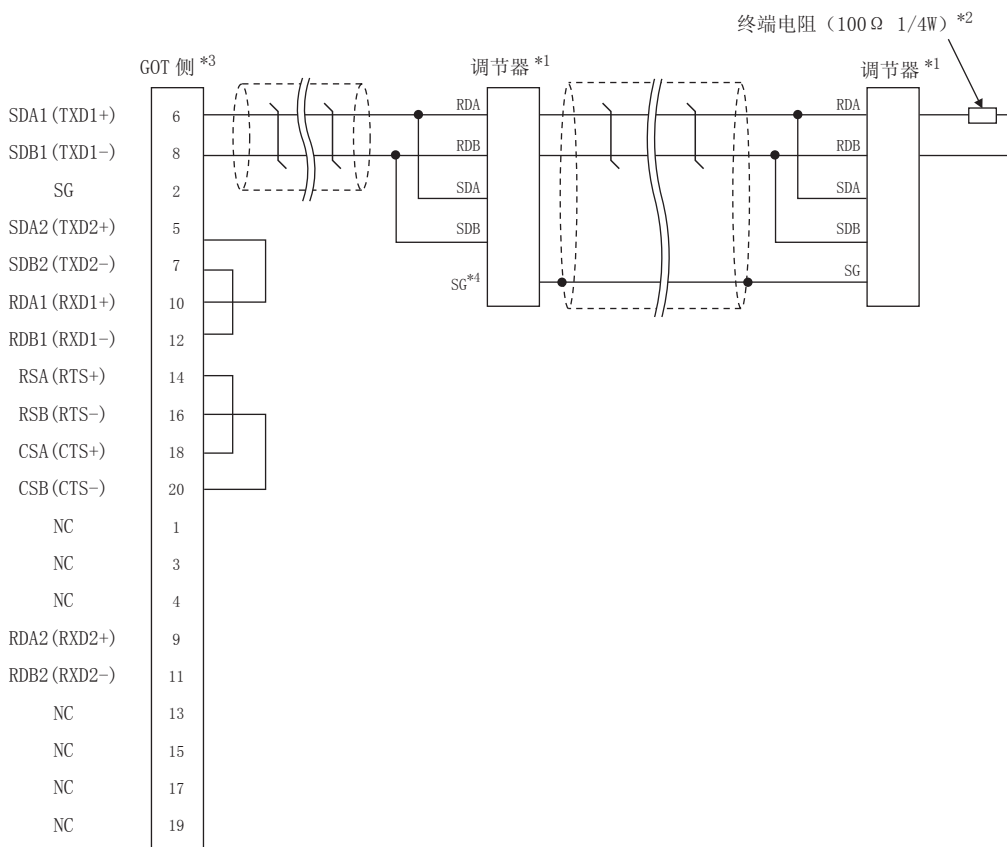 终端电阻（100Ω 1/4W）*2
GOT 侧 *3
调节器 *1
调节器 *1
SDA1(TXD1+) 6 RDA RDA
SDB1(TXD1-) 8 RDB RDB
SG 2 SDA SDA
SDA2(TXD2+) 5 SDB SDB
SDB2(TXD2-) 7 SG*4 SG
RDA1(RXD1+) 10
RDB1(RXD1-) 12
RSA(RTS+) 14
RSB(RTS-) 16
CSA(CTS+) 18
CSB(CTS-) 20
NC 1
NC 3
NC 4
RDA2(RXD2+) 9
RDB2(RXD2-) 11
NC 13
NC 15
NC 17
NC 19